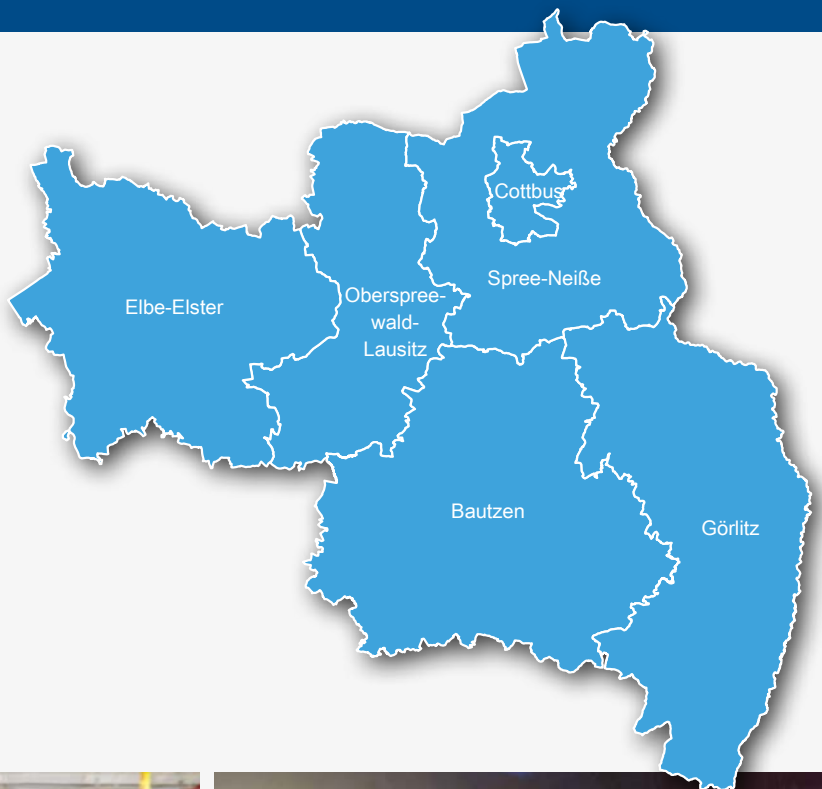 Cottbus
Spree-Neiße
Elbe-Elster
Oberspree-
wald-
Lausitz
Bautzen
Görlitz